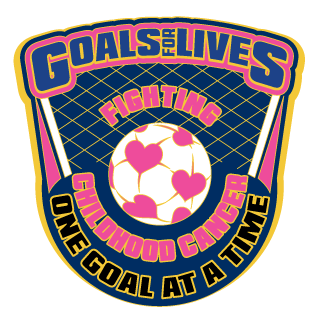 GOALS FOR LIVES
FIGHTING
CHILDHOOD CANCER
ONE GOAL AT A TIME